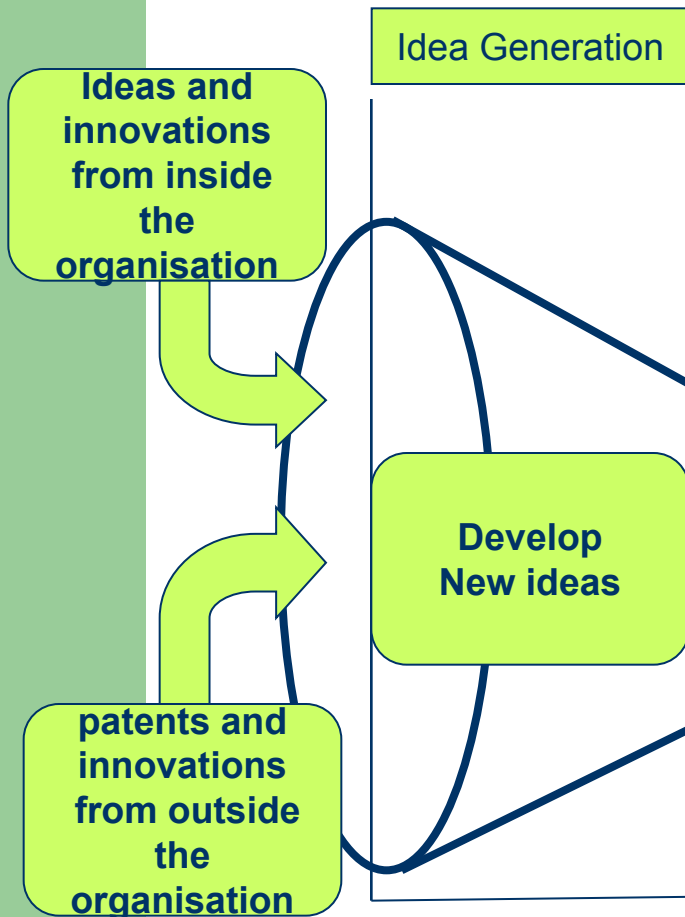 Idea Generation
Ideas and
innovations
from inside
the
organisation
Develop
New ideas
patents and
innovations
from outside
the
organisation